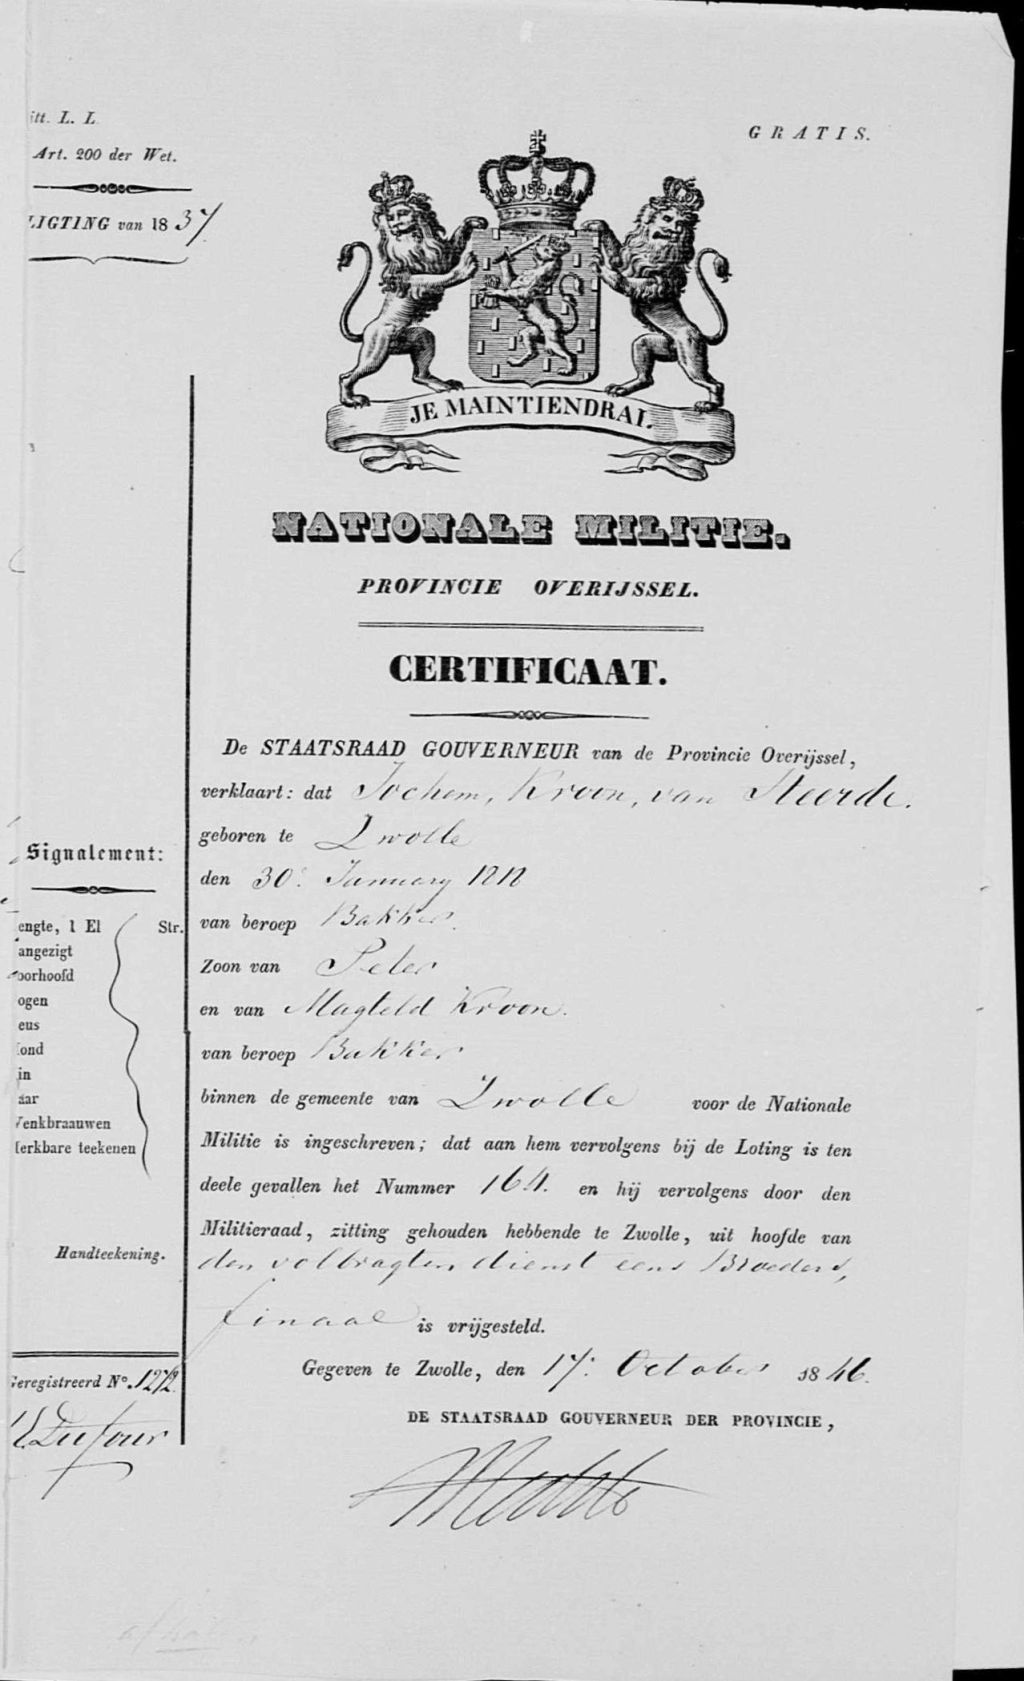 itt. L. L.
Art. 200 der Wet.
LIGTING van 1837
GRATIS.
JE MAINTIENDRAI.
NATIONALE MILITIE.
PROVINCIE OVERIJSSEL.
CERTIFICAAT.
De STAATSRAAD GOUVERNEUR van de Provincie Overijssel,
verklaart: dat Jochem, Kroon, van Heerde.
geboren te Zwolle
den 30e January 1818
van beroep Bakker.
Zoon van Peter
en van Magteld Kroon.
van beroep Bakker
binnen de gemeente van Zwolle voor de Nationale
Militie is ingeschreven; dat aan hem vervolgens bij de Loting is ten
deele gevallen het Nummer 164. en hij vervolgens door den
Militieraad, zitting gehouden hebbende te Zwolle, uit hoofde van
den volbragten dienst eens Broeders,
finaal is vrijgesteld.
Gegeven te Zwolle, den 17e October 1846.
DE STAATSRAAD GOUVERNEUR DER PROVINCIE,
Signalement:
engte, 1 El Str.
angezigt
oorhoofd
ogen
eus
ond
in
aar
enkbraauwen
erkbare teekenen
Handteekening.
Geregistreerd No. 1272.
Dufour